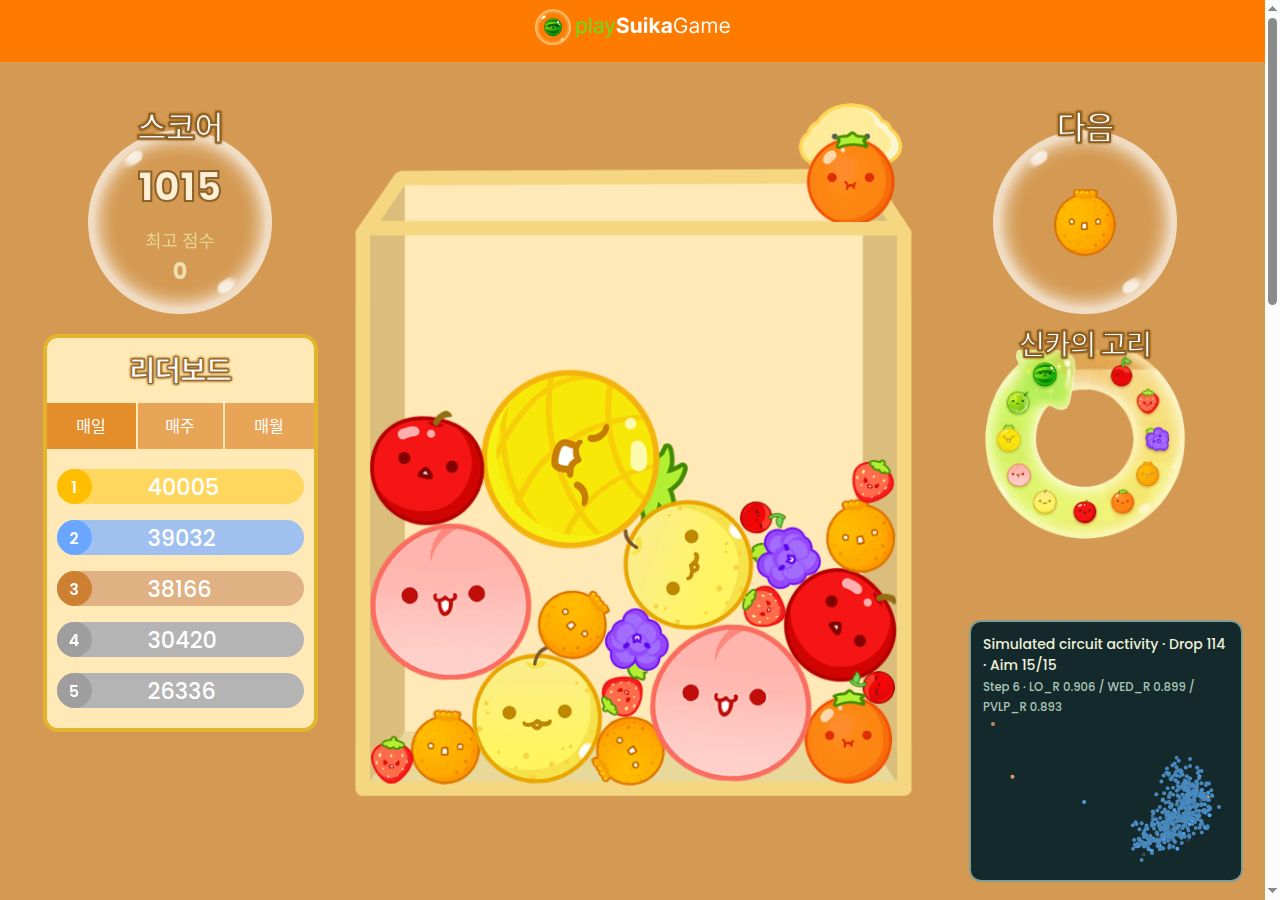 playSuikaGame
스코어
1015
최고 점수
0
리더보드
매일 매주 매월
1 40005
2 39032
3 38166
4 30420
5 26336
다음
신카의 고리
Simulated circuit activity · Drop 114
· Aim 15/15
Step 6 · LO_R 0.906 / WED_R 0.899 /
PVLP_R 0.893